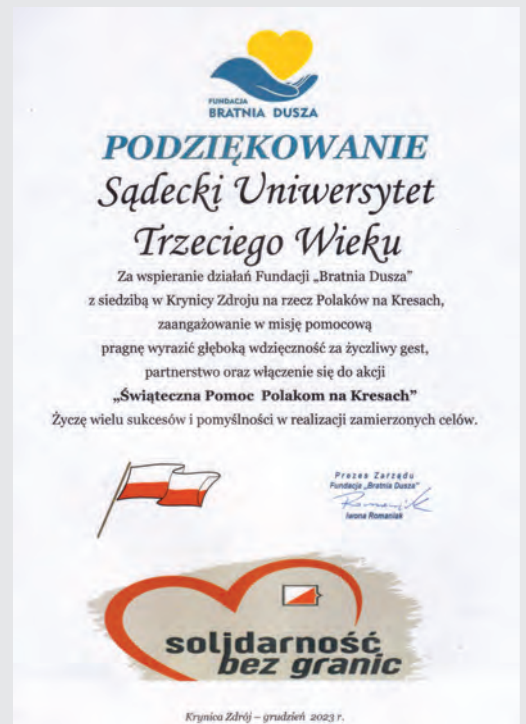 FUNDACJA
BRATNIA DUSZA
PODZIĘKOWANIE
Sądecki Uniwersytet
Trzeciego Wieku
Za wspieranie działań Fundacji „Bratnia Dusza”
z siedzibą w Krynicy Zdroju na rzecz Polaków na Kresach,
zaangażowanie w misję pomocową
pragnę wyrazić głęboką wdzięczność za życzliwy gest,
partnerstwo oraz włączenie się do akcji
„Świąteczna Pomoc Polakom na Kresach”
Życzę wielu sukcesów i pomyślności w realizacji zamierzonych celów.
Prezes Zarządu
Fundacja „Bratnia Dusza”
Romaniak
Iwona Romaniak
solidarność
bez granic
Krynica Zdrój – grudzień 2023 r.